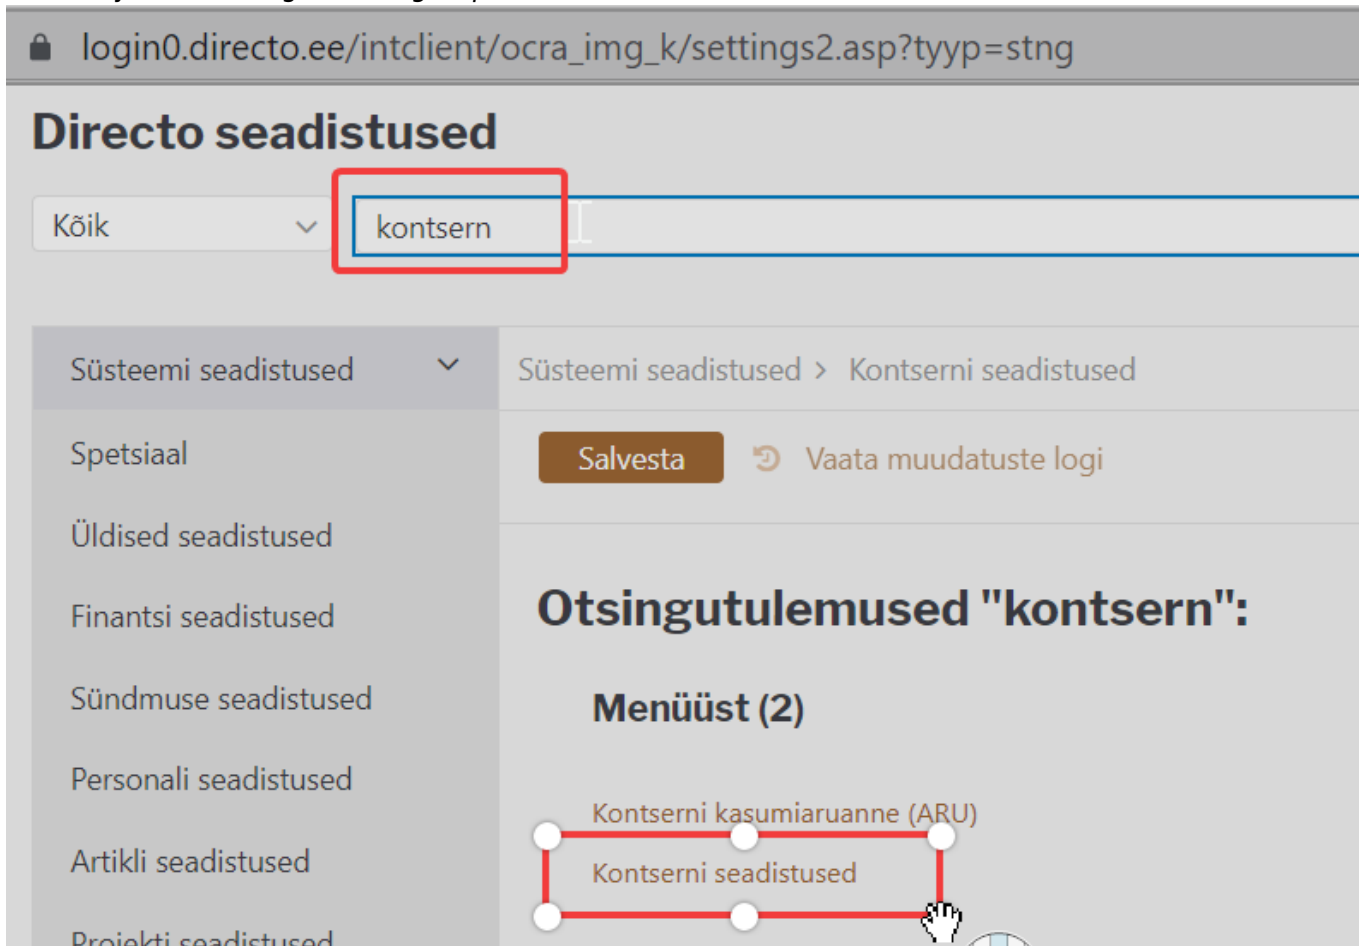 login0.directo.ee/intclient/ocra_img_k/settings2.asp?tyyp=stng
Directo seadistused
Kõik
kontsern
Süsteemi seadistused
Süsteemi seadistused > Kontserni seadistused
Spetsiaal
Salvesta
Vaata muudatuste logi
Üldised seadistused
Finantsi seadistused
Otsingutulemused "kontsern":
Sündmuse seadistused
Menüüst (2)
Personali seadistused
Kontserni kasumiaruanne (ARU)
Artikli seadistused
Kontserni seadistused
Projekti seadistused